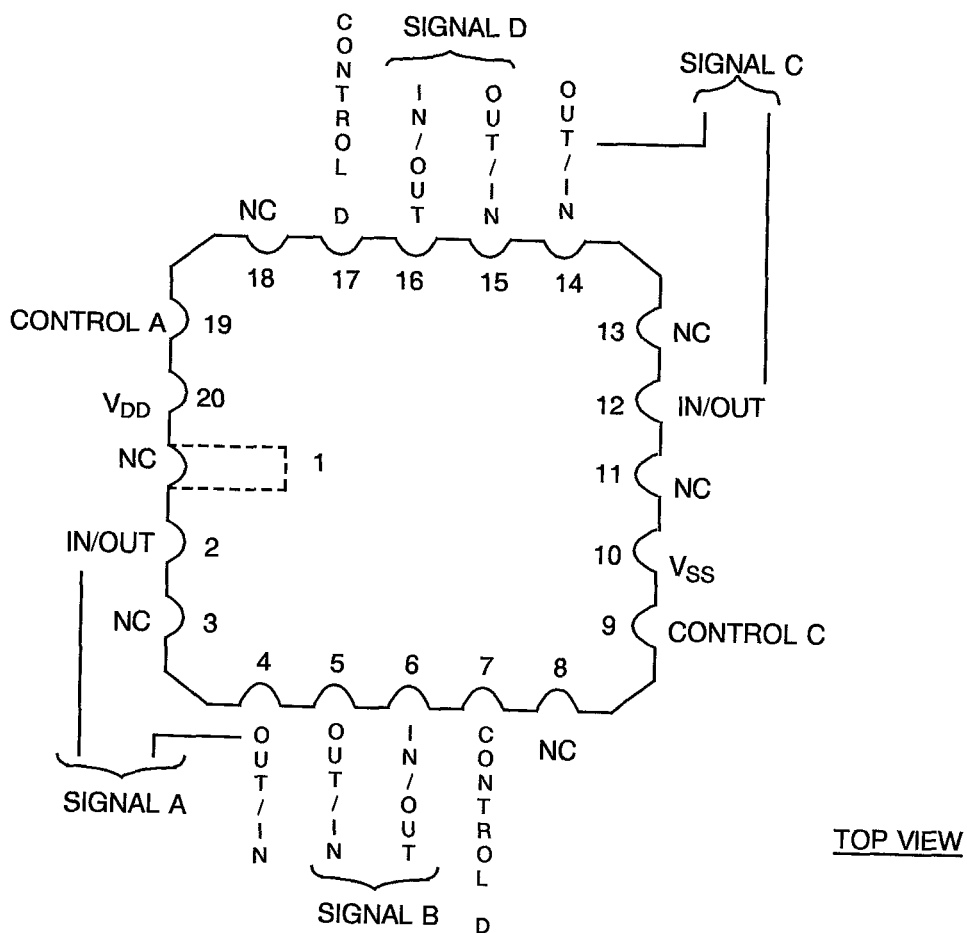 CONTROL D
SIGNAL D
IN/OUT
OUT/IN
OUT/IN
SIGNAL C
NC
18
17
16
15
14
CONTROL A
19
13
NC
VDD
20
12
IN/OUT
NC
1
11
NC
IN/OUT
2
10
VSS
NC
3
9
CONTROL C
4
5
6
7
8
OUT/IN
OUT/IN
IN/OUT
CONTROL D
NC
SIGNAL A
SIGNAL B
TOP VIEW